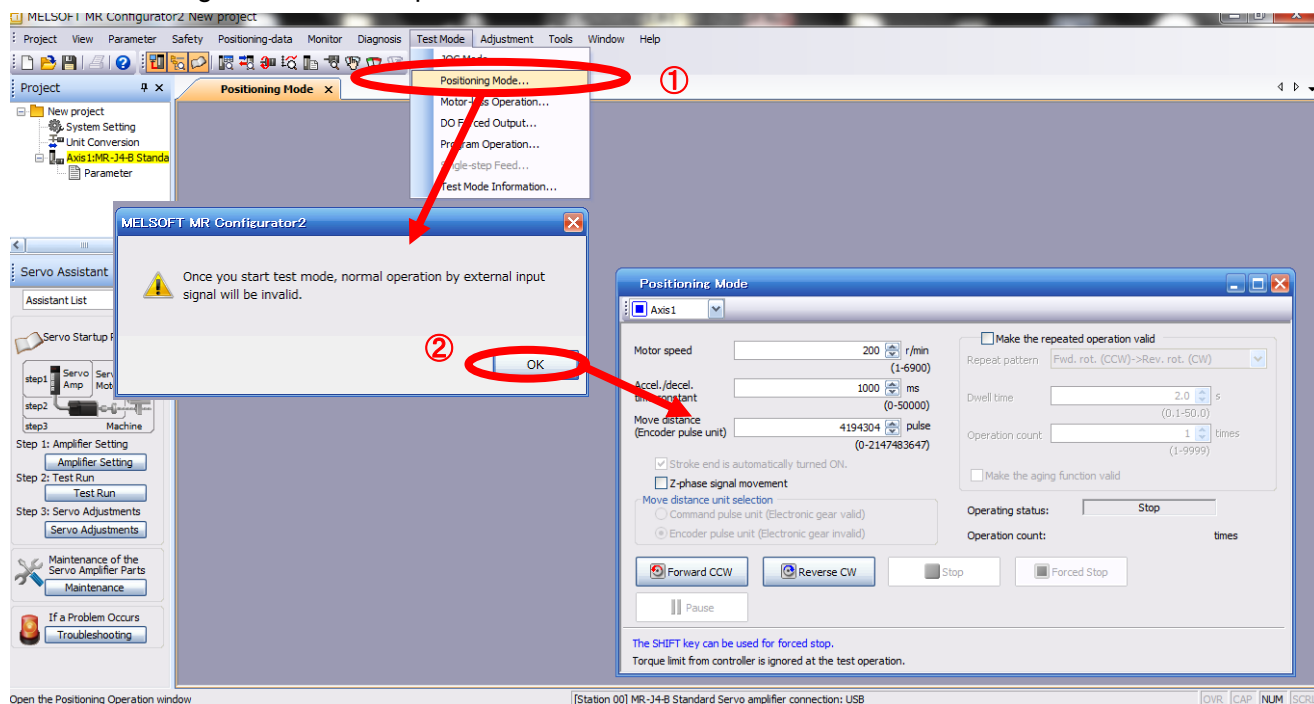 MELSOFT MR Configurator2 New project
Project View Parameter Safety Positioning-data Monitor Diagnosis Test Mode Adjustment Tools Window Help
JOG Mode...
Positioning Mode...
Motor-less Operation...
DO Forced Output...
Program Operation...
Single-step Feed...
Test Mode Information...
①
Project
Positioning Mode
New project
System Setting
Unit Conversion
Axis1:MR-J4-B Standa
Parameter
MELSOFT MR Configurator2
Once you start test mode, normal operation by external input
signal will be invalid.
②
OK
Servo Assistant
Assistant List
Servo Startup
step1
Servo
Amp
step2
step3
Machine
Step 1: Amplifier Setting
Amplifier Setting
Step 2: Test Run
Test Run
Step 3: Servo Adjustments
Servo Adjustments
Maintenance of the
Servo Amplifier Parts
Maintenance
If a Problem Occurs
Troubleshooting
Positioning Mode
Axis1
Motor speed 200 r/min
(1-6900)
Accel./decel.
time constant
1000 ms
(0-50000)
Move distance
(Encoder pulse unit)
4194304 pulse
(0-2147483647)
Stroke end is automatically turned ON.
Z-phase signal movement
Move distance unit selection
Command pulse unit (Electronic gear valid)
Encoder pulse unit (Electronic gear invalid)
Make the repeated operation valid
Repeat pattern Fwd. rot. (CCW)->Rev. rot. (CW)
Dwell time 2.0 s
(0.1-50.0)
Operation count 1 times
(1-9999)
Make the aging function valid
Operating status: Stop
Operation count: times
Forward CCW Reverse CW Stop Forced Stop
Pause
The SHIFT key can be used for forced stop.
Torque limit from controller is ignored at the test operation.
Open the Positioning Operation window
[Station 00] MR-J4-B Standard Servo amplifier connection: USB
OVR CAP NUM SCRL